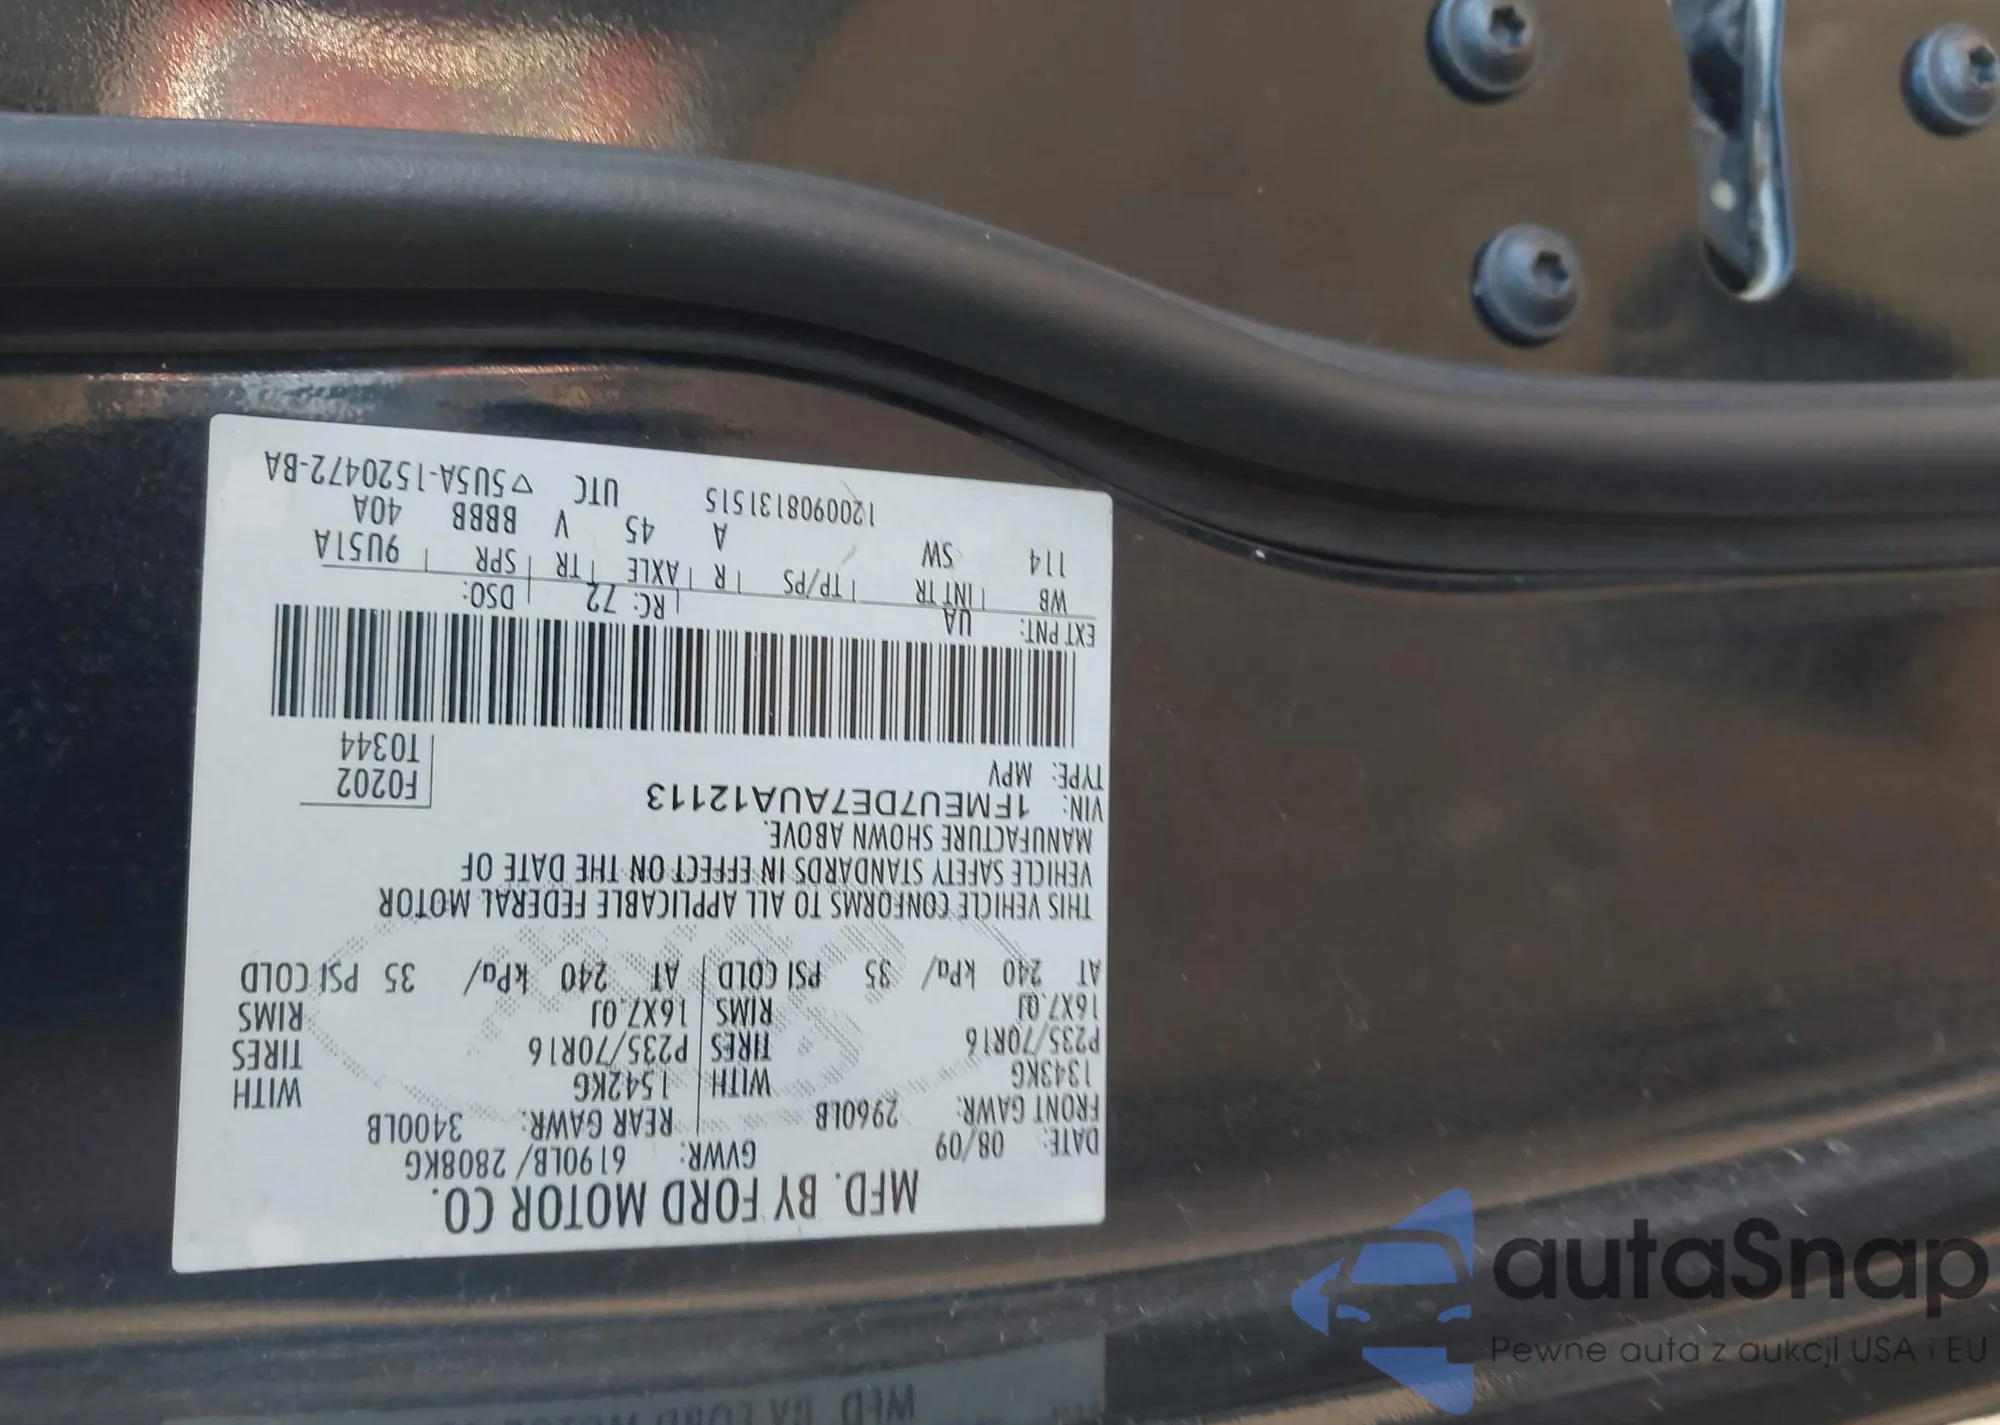 MFD. BY FORD MOTOR CO.
DATE: 08/09 GVWR: 6190LB/ 2808KG
FRONT GAWR: 2960LB REAR GAWR: 3400LB
1343KG WITH 1542KG WITH
P235/70R16 TIRES P235/70R16 TIRES
16X7.0J RIMS 16X7.0J RIMS
AT 240 kPa/ 35 PSI COLD AT 240 kPa/ 35 PSI COLD
THIS VEHICLE CONFORMS TO ALL APPLICABLE FEDERAL MOTOR
VEHICLE SAFETY STANDARDS IN EFFECT ON THE DATE OF
MANUFACTURE SHOWN ABOVE.
VIN: 1FMEU7DE7AUA12113 F0202
TYPE: MPV T0344
EXT PNT: UA RC: 72 DSO:
WB INT TR TP/PS R AXLE TR SPR 9U51A
114 SW A 45 V BBBB 40A
1200908131515 UTC ▽5U5A-1520472-BA
autaSnap
Pewne auta z aukcji USA i EU